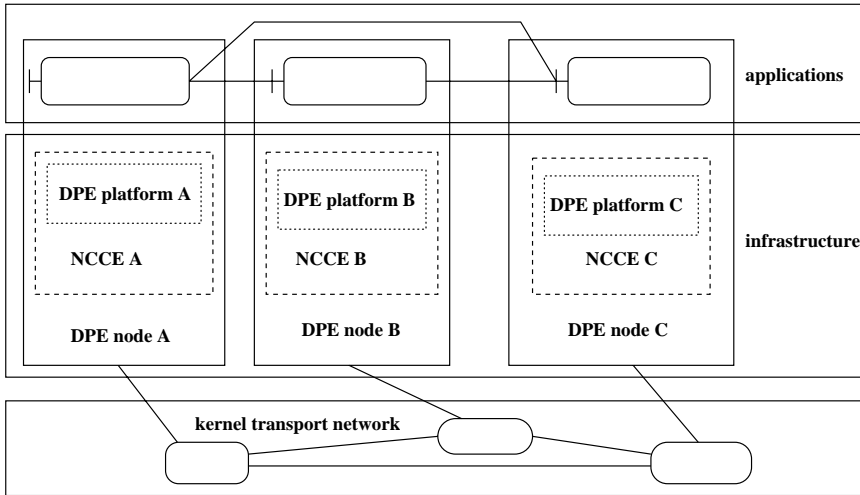 applications
DPE platform A
DPE platform B
DPE platform C
infrastructure
NCCE A
NCCE B
NCCE C
DPE node A
DPE node B
DPE node C
kernel transport network